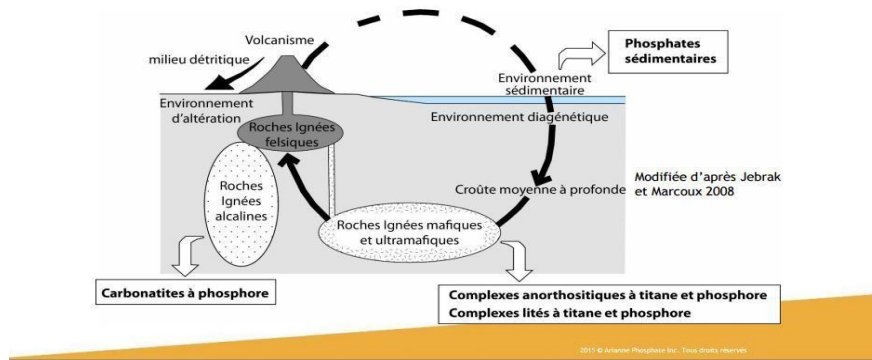 Volcanisme
milieu détritique
Phosphates
sédimentaires
Environnement
sédimentaire
Environnement
d'altération
Environnement diagénétique
Roches Ignées
felsiques
Roches
Ignées
alcalines
Croûte moyenne à profonde
Modifiée d'après Jebrak
et Marcoux 2008
Roches Ignées mafiques
et ultramafiques
Carbonatites à phosphore
Complexes anorthositiques à titane et phosphore
Complexes lités à titane et phosphore
2015 © Arianne Phosphate Inc. Tous droits réservés